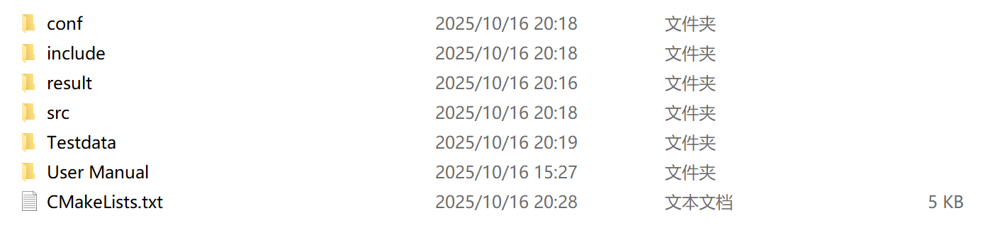 conf 2025/10/16 20:18 文件夹
include 2025/10/16 20:18 文件夹
result 2025/10/16 20:16 文件夹
src 2025/10/16 20:18 文件夹
Testdata 2025/10/16 20:19 文件夹
User Manual 2025/10/16 15:27 文件夹
CMakeLists.txt 2025/10/16 20:28 文本文档 5 KB